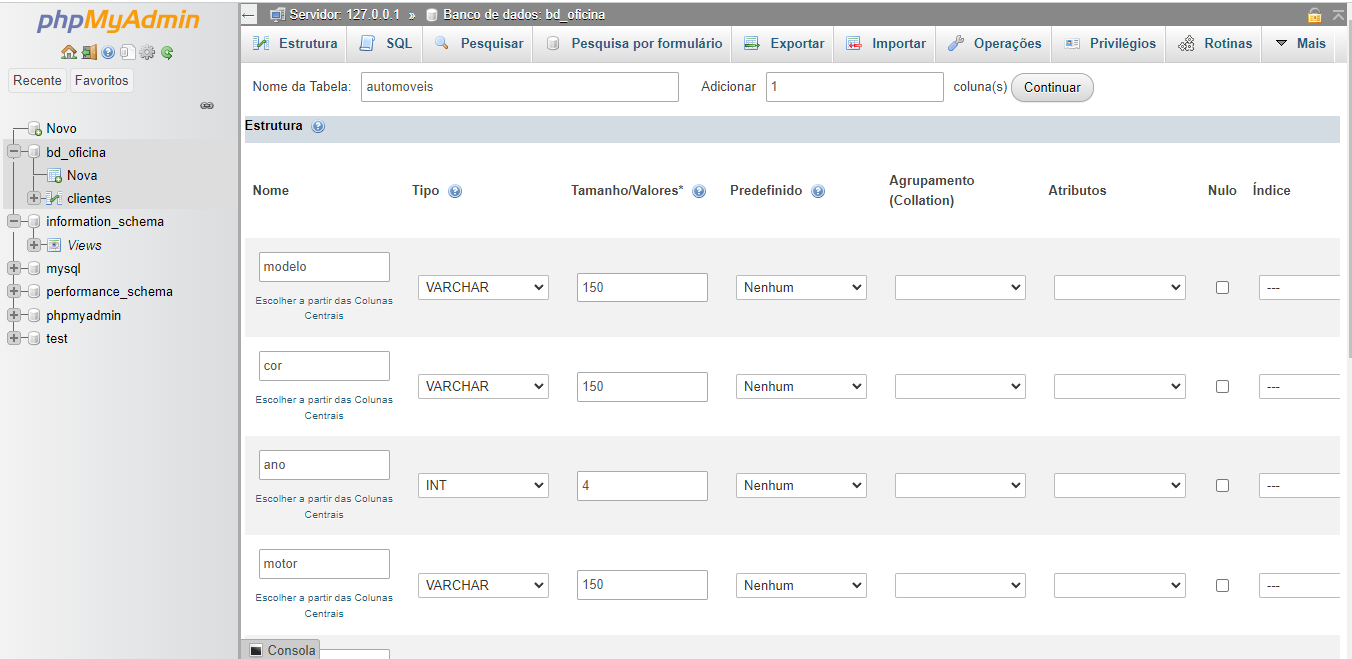 phpMyAdmin
Recente Favoritos
Novo
bd_oficina
Nova
clientes
information_schema
Views
mysql
performance_schema
phpmyadmin
test
Servidor: 127.0.0.1 » Banco de dados: bd_oficina
Estrutura SQL Pesquisar Pesquisa por formulário Exportar Importar Operações Privilégios Rotinas Mais
Nome da Tabela: automoveis Adicionar 1 coluna(s) Continuar
Estrutura
Nome Tipo Tamanho/Valores* Predefinido Agrupamento (Collation) Atributos Nulo Índice
modelo VARCHAR 150 Nenhum ---
Escolher a partir das Colunas
Centrais
cor VARCHAR 150 Nenhum ---
Escolher a partir das Colunas
Centrais
ano INT 4 Nenhum ---
Escolher a partir das Colunas
Centrais
motor VARCHAR 150 Nenhum ---
Escolher a partir das Colunas
Centrais
Consola